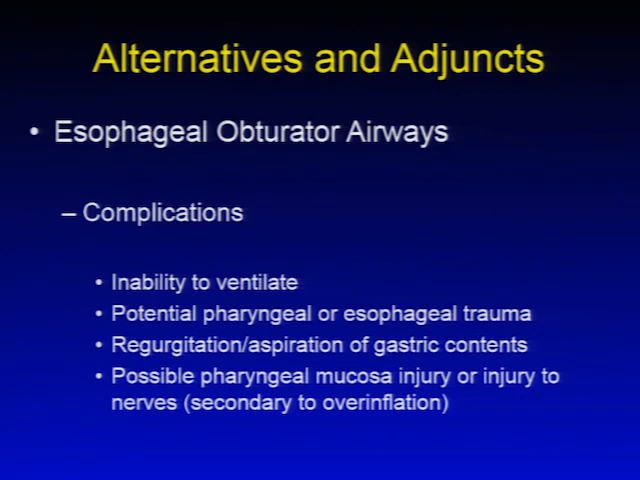 Alternatives and Adjuncts
• Esophageal Obturator Airways
– Complications
• Inability to ventilate
• Potential pharyngeal or esophageal trauma
• Regurgitation/aspiration of gastric contents
• Possible pharyngeal mucosa injury or injury to
nerves (secondary to overinflation)